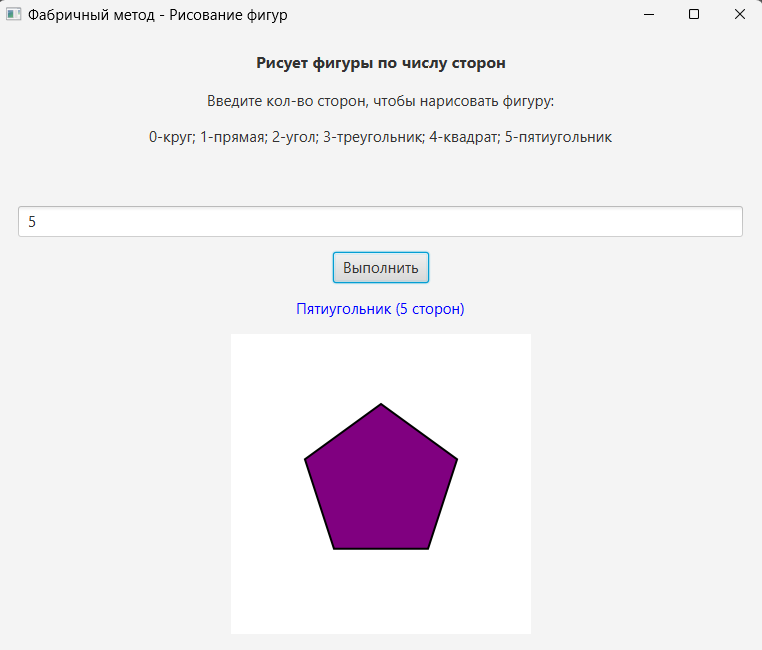 Фабричный метод - Рисование фигур
Рисует фигуры по числу сторон
Введите кол-во сторон, чтобы нарисовать фигуру:
0-круг; 1-прямая; 2-угол; 3-треугольник; 4-квадрат; 5-пятиугольник
5
Выполнить
Пятиугольник (5 сторон)